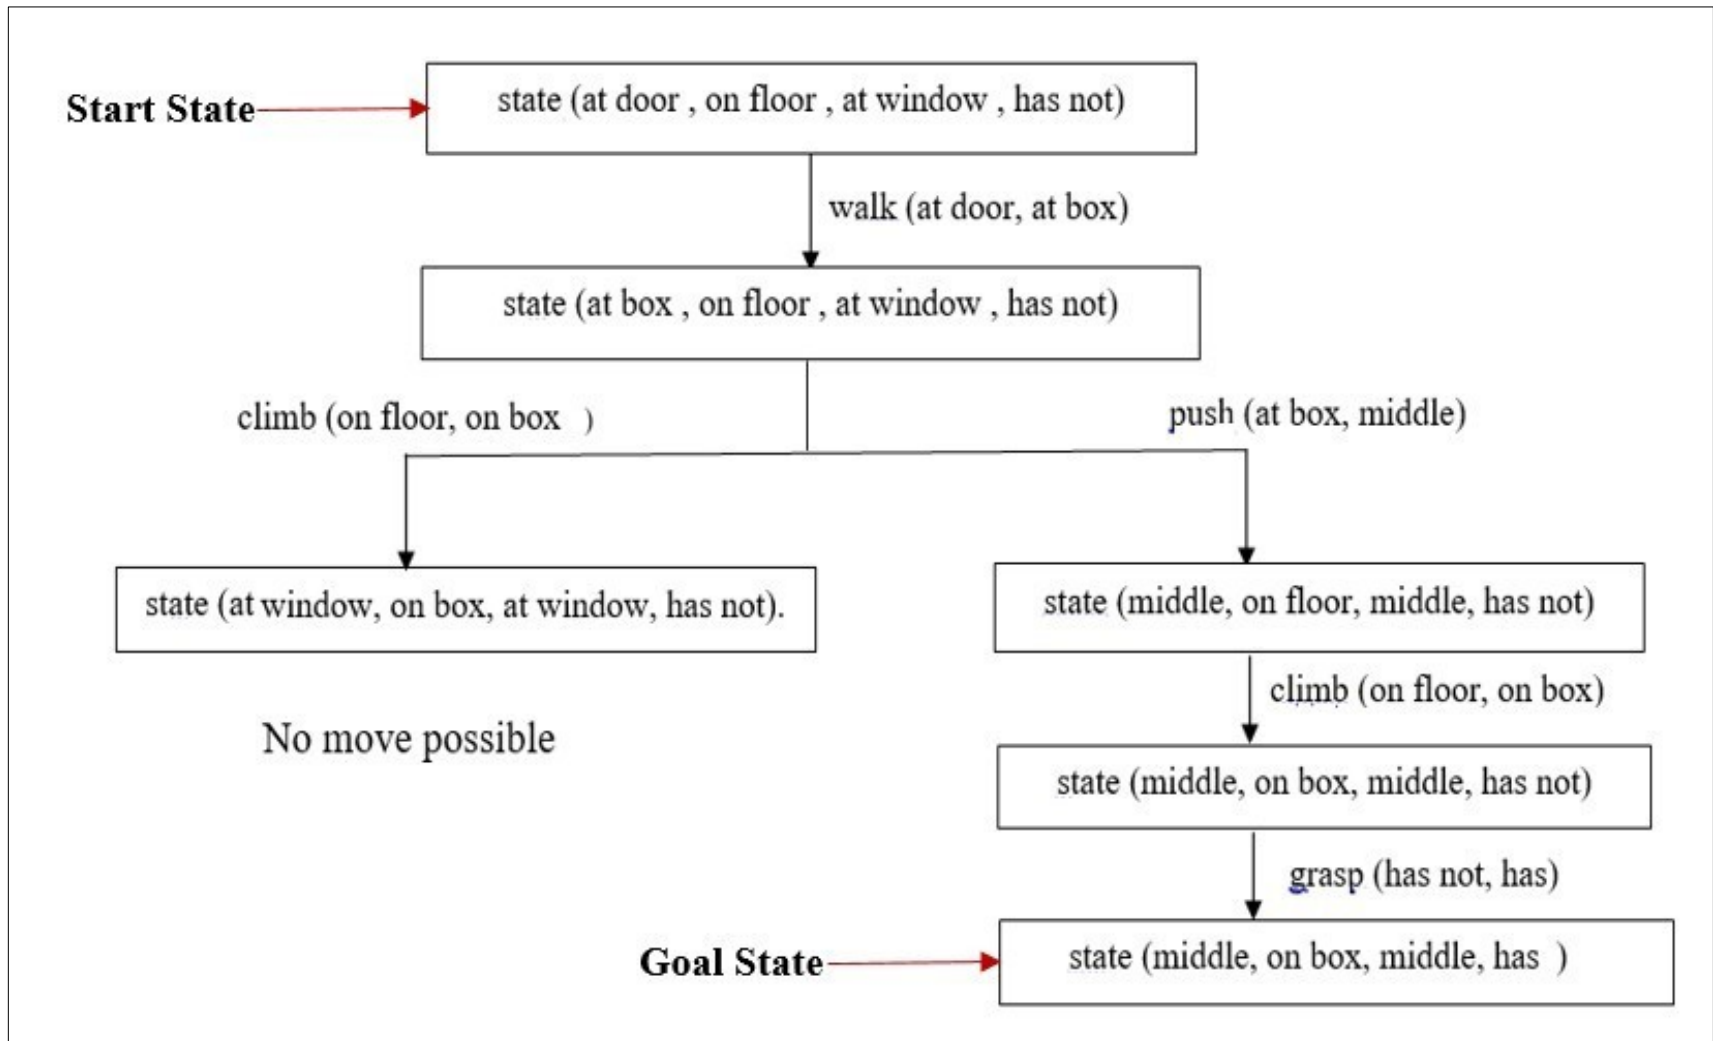 state (at door , on floor , at window , has not)
Start State
walk (at door, at box)
state (at box , on floor , at window , has not)
climb (on floor, on box )
push (at box, middle)
state (at window, on box, at window, has not).
state (middle, on floor, middle, has not)
climb (on floor, on box)
No move possible
state (middle, on box, middle, has not)
grasp (has not, has)
Goal State
state (middle, on box, middle, has )